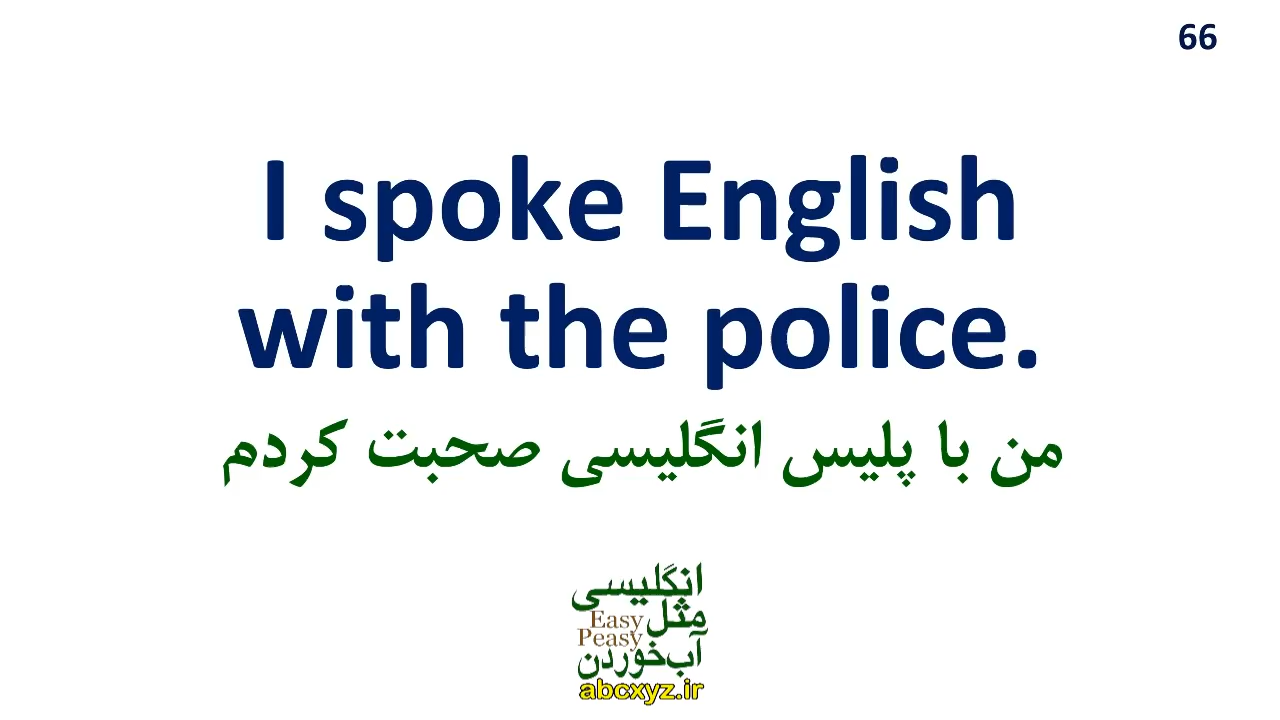 66
I spoke English
with the police.
من با پلیس انگلیسی صحبت کردم
انگلیسی
مثل
Easy
Peasy
آب‌خوردن
abcxyz.ir